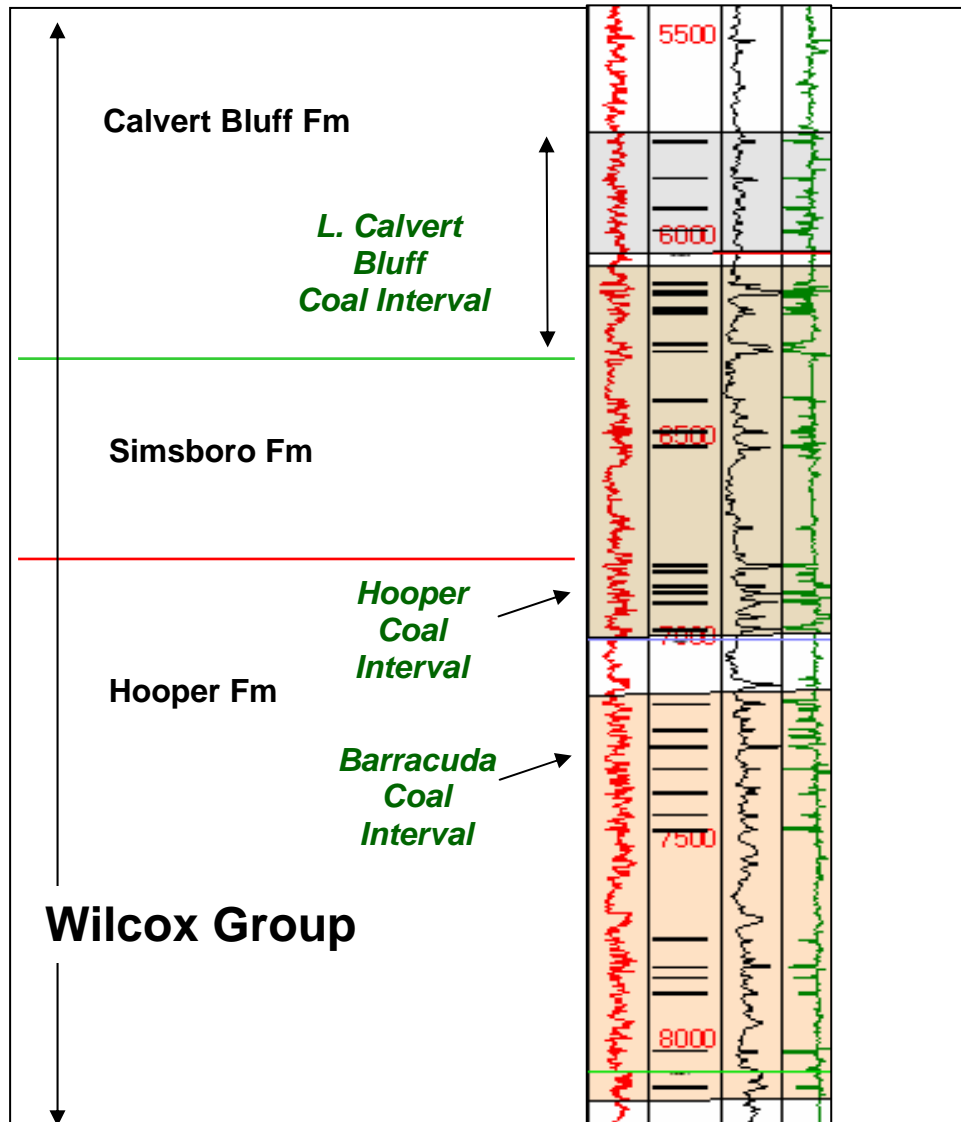 5500
Calvert Bluff Fm
L. Calvert
Bluff
Coal Interval
6000
Simsboro Fm
6500
Hooper
Coal
Interval
7000
Hooper Fm
Barracuda
Coal
Interval
7500
Wilcox Group
8000